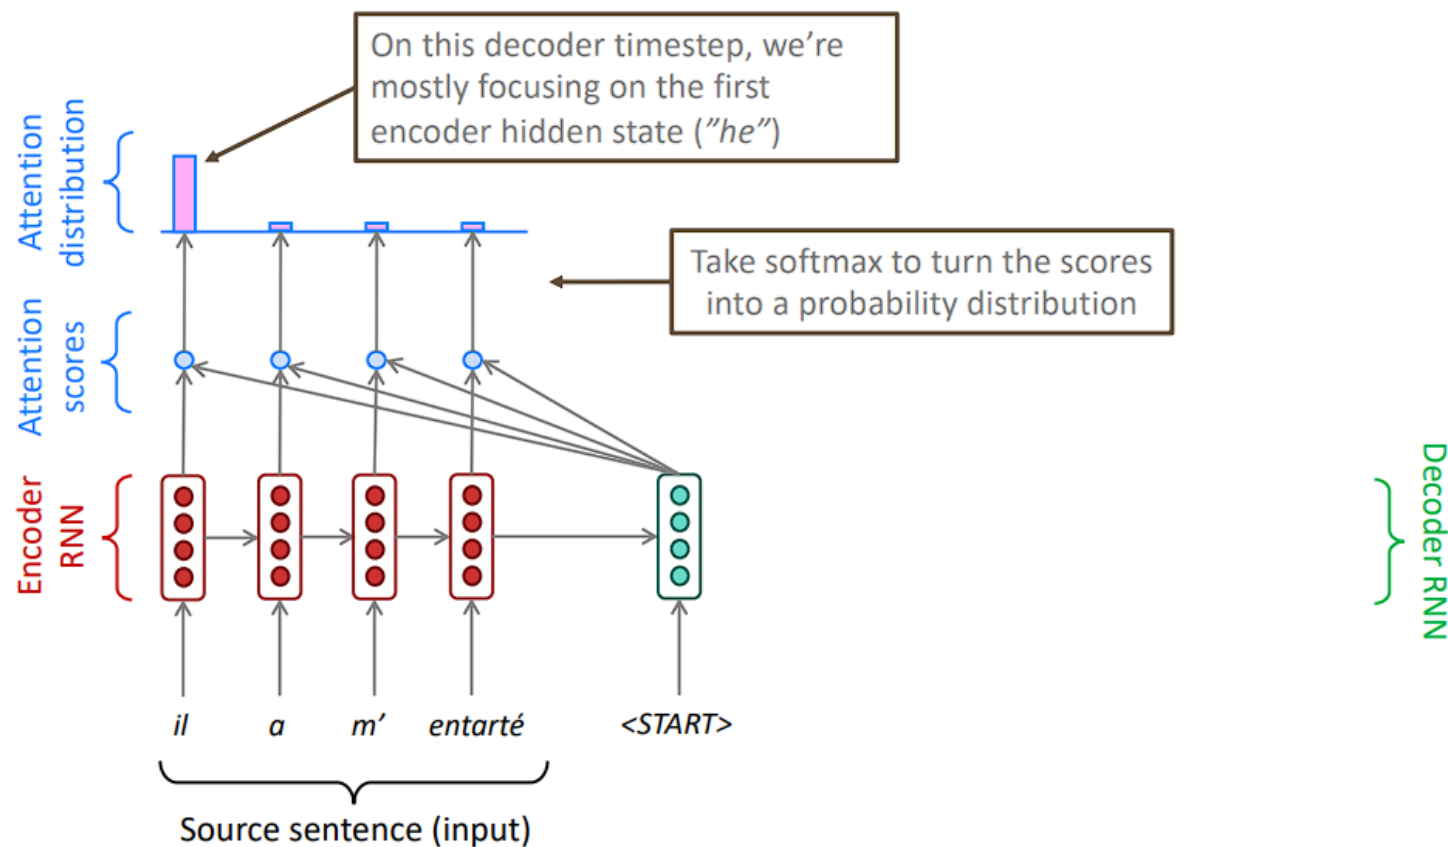 On this decoder timestep, we're
mostly focusing on the first
encoder hidden state ("he")
Attention
distribution
Take softmax to turn the scores
into a probability distribution
Attention
scores
Encoder
RNN
Decoder RNN
il a m' entarté <START>
Source sentence (input)